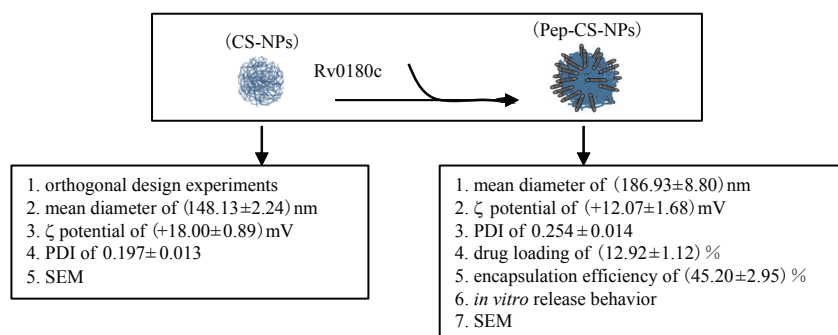 (CS-NPs)
Rv0180c
(Pep-CS-NPs)
1. orthogonal design experiments
2. mean diameter of (148.13±2.24) nm
3. ζ potential of (+18.00±0.89) mV
4. PDI of 0.197±0.013
5. SEM
1. mean diameter of (186.93±8.80) nm
2. ζ potential of (+12.07±1.68) mV
3. PDI of 0.254±0.014
4. drug loading of (12.92±1.12) %
5. encapsulation efficiency of (45.20±2.95) %
6. in vitro release behavior
7. SEM